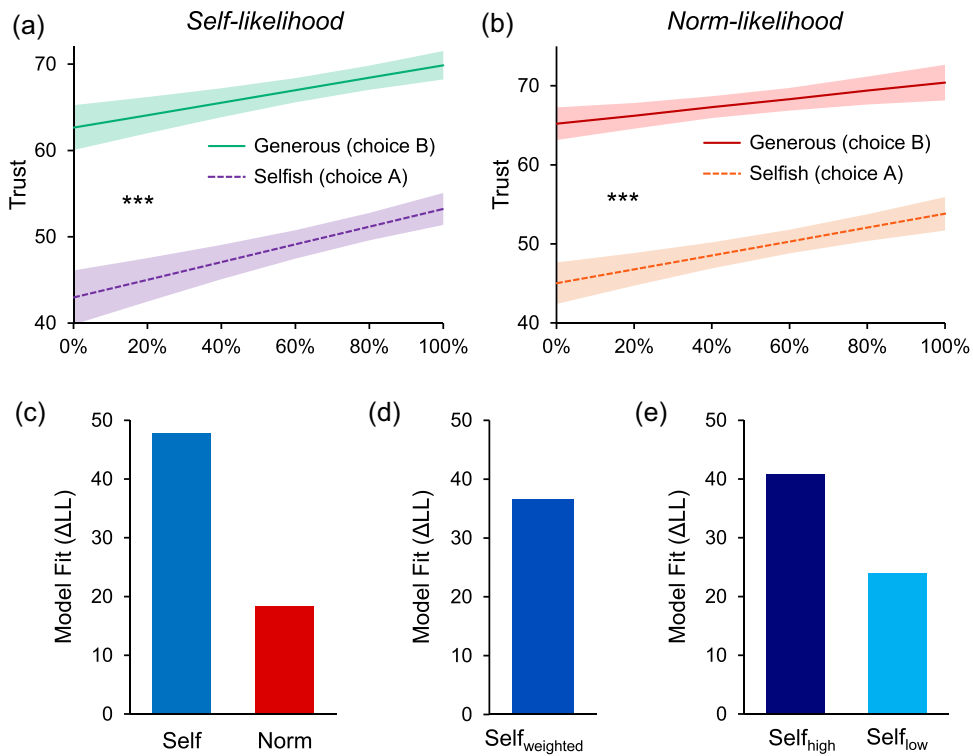 (a)
Self-likelihood
70
60
50
40
Trust
Generous (choice B)
Selfish (choice A)
***
0% 20% 40% 60% 80% 100%
(b)
Norm-likelihood
70
60
50
40
Trust
Generous (choice B)
Selfish (choice A)
***
0% 20% 40% 60% 80% 100%
(c)
50
40
30
20
10
0
Model Fit (ΔLL)
Self Norm
(d)
50
40
30
20
10
0
Model Fit (ΔLL)
Selfweighted
(e)
50
40
30
20
10
0
Model Fit (ΔLL)
Selfhigh Selflow